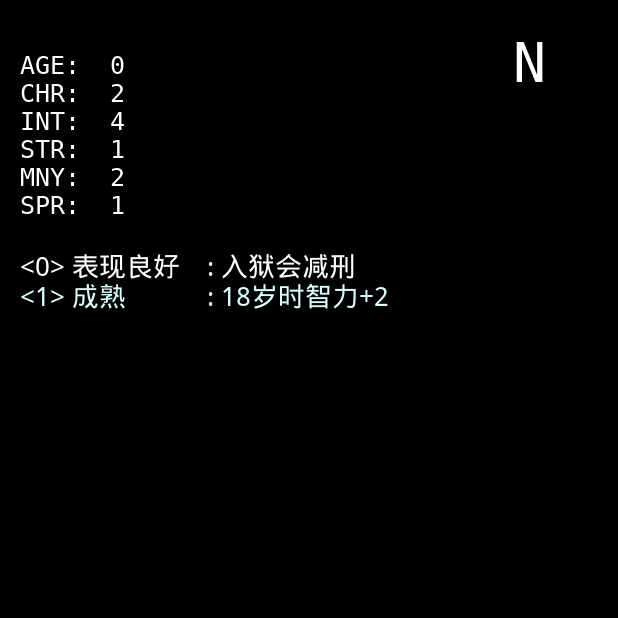 N
AGE: 0
CHR: 2
INT: 4
STR: 1
MNY: 2
SPR: 1
<0> 表现良好 : 入狱会减刑
<1> 成熟 : 18岁时智力+2